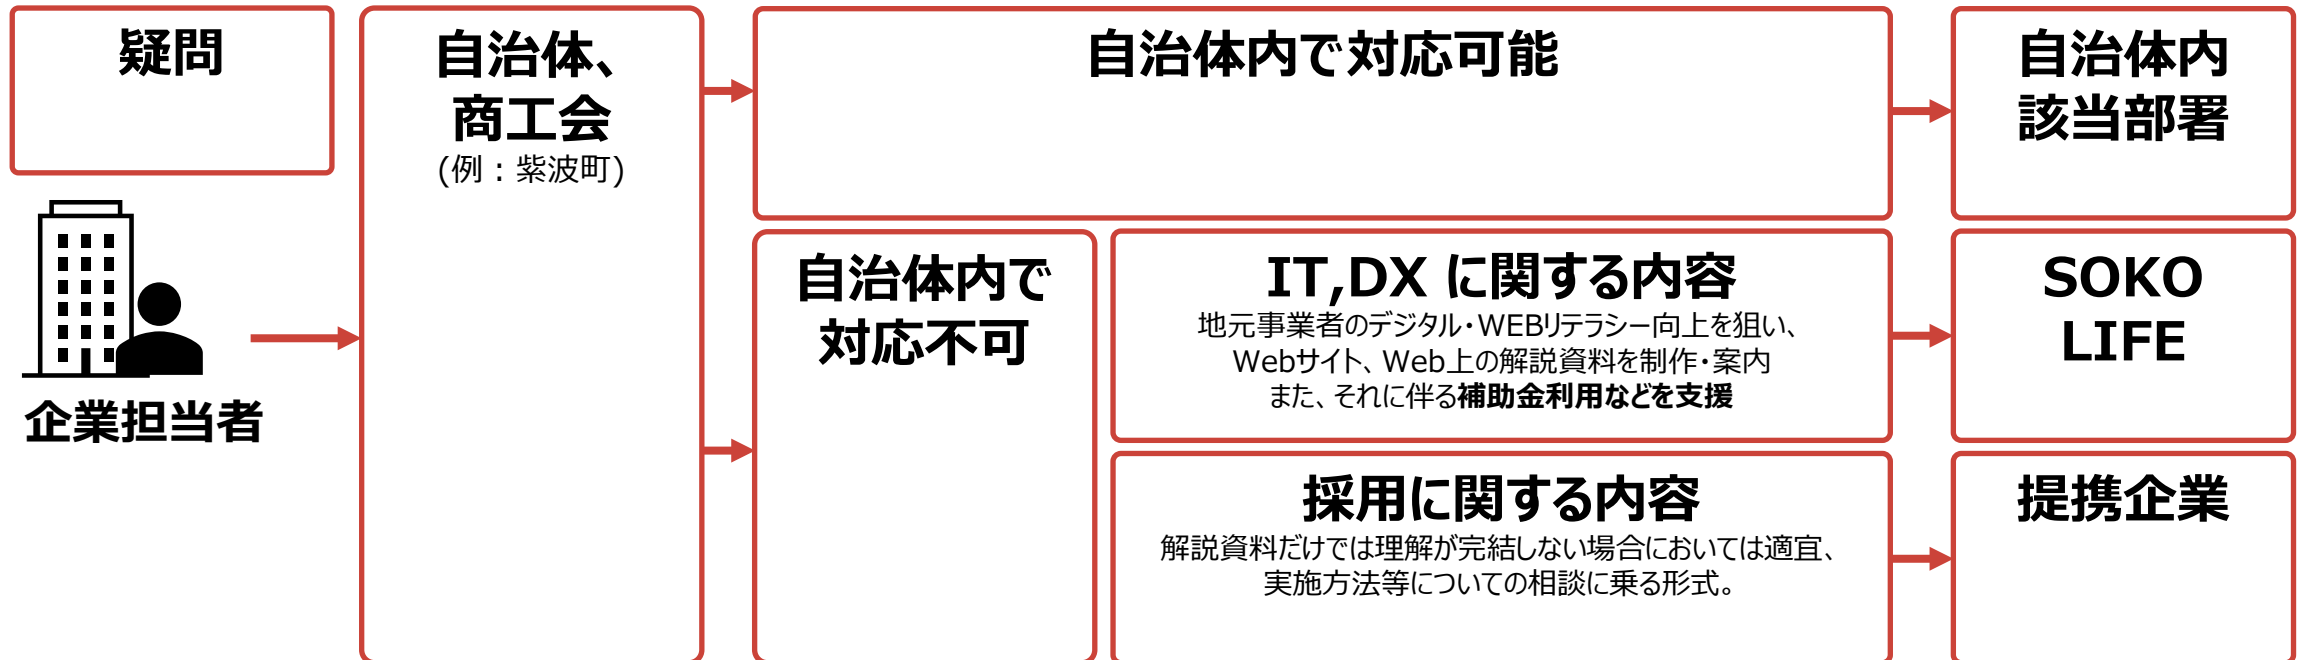 疑問
企業担当者
自治体、
商工会
(例：紫波町)
自治体内で対応可能
自治体内
該当部署
自治体内で
対応不可
IT,DX に関する内容
地元事業者のデジタル・WEBリテラシー向上を狙い、
Webサイト、Web上の解説資料を制作・案内
また、それに伴う補助金利用などを支援
SOKO
LIFE
採用に関する内容
解説資料だけでは理解が完結しない場合においては適宜、
実施方法等についての相談に乗る形式。
提携企業